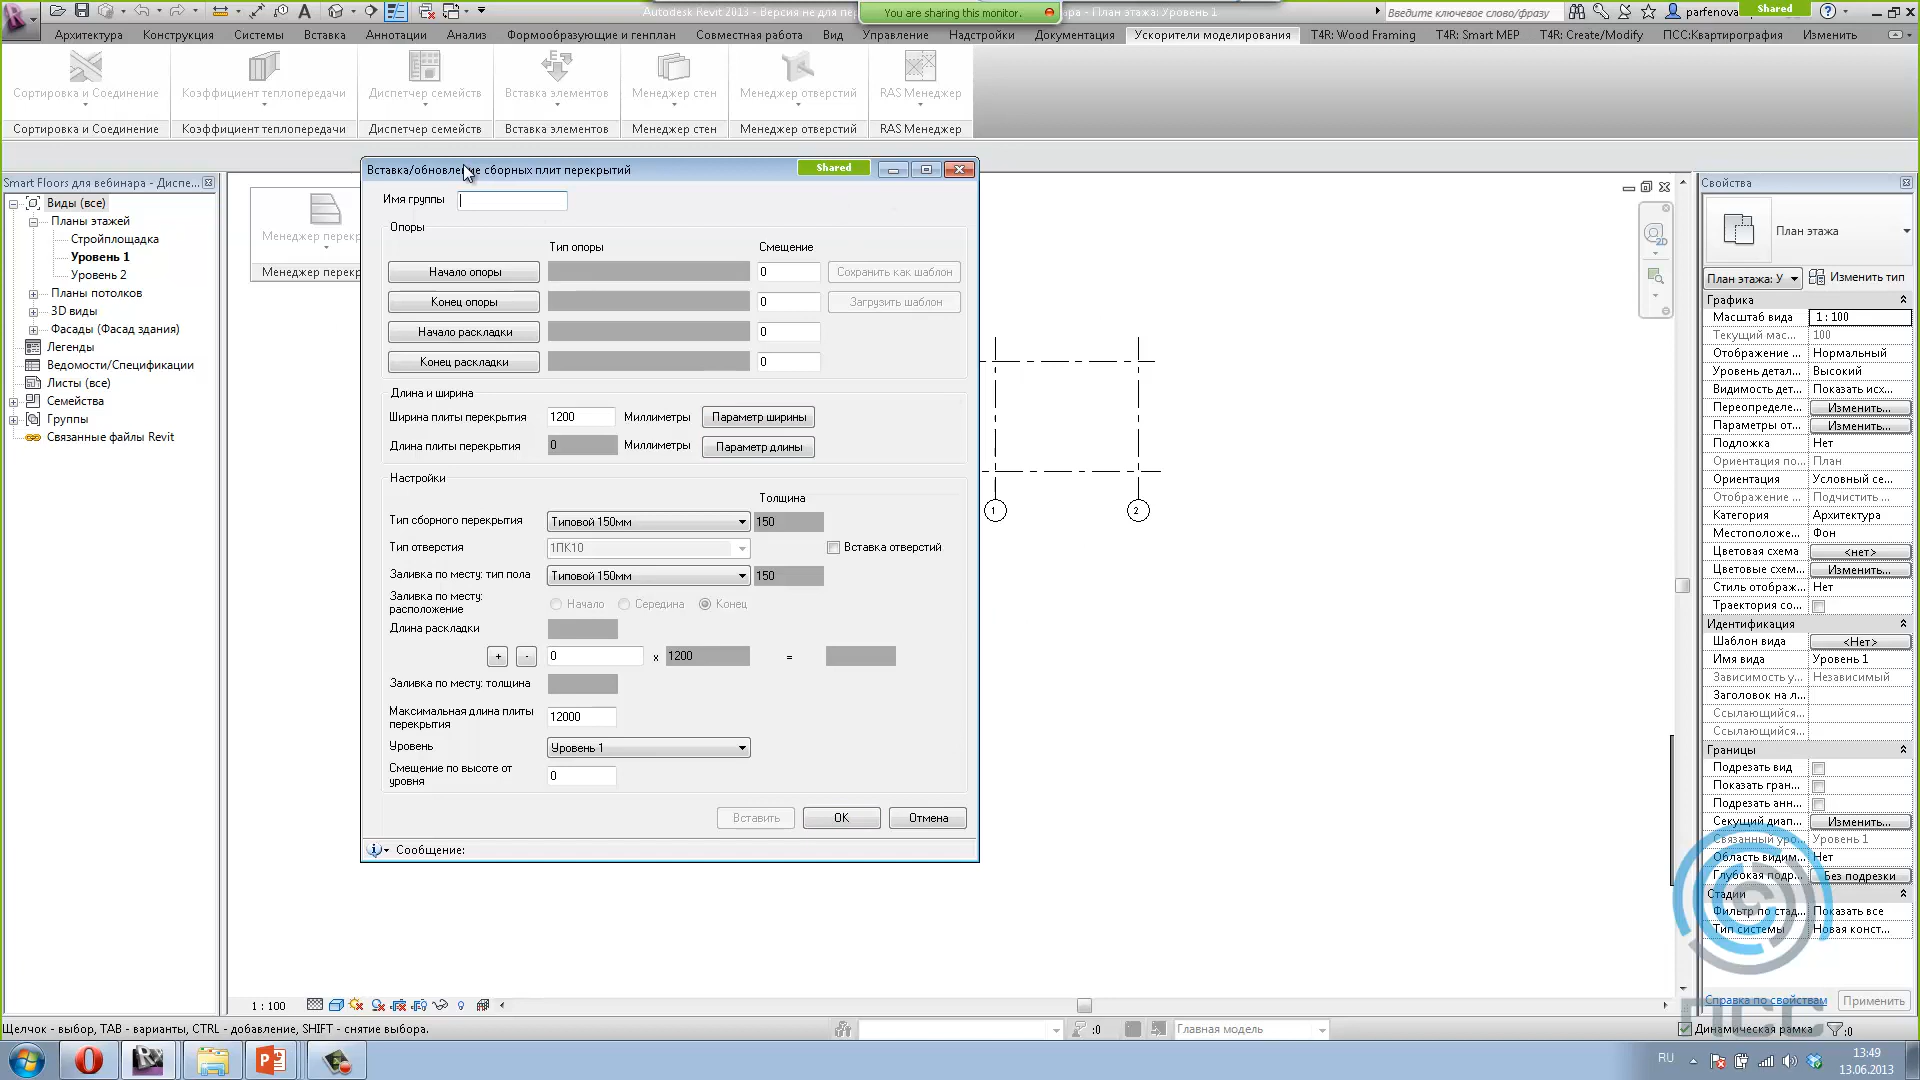 Autodesk Revit 2013 - Версия не для пе
You are sharing this monitor.
ра - План этажа: Уровень 1
Введите ключевое слово/фразу
parfenova
Shared
Архитектура Конструкция Системы Вставка Аннотации Анализ Формообразующие и генплан Совместная работа Вид Управление Надстройки Документация Ускорители моделирования T4R: Wood Framing T4R: Smart MEP T4R: Create/Modify ПСС:Квартирография Изменить
Сортировка и Соединение Коэффициент теплопередачи Диспетчер семейств Вставка элементов Менеджер стен Менеджер отверстий RAS Менеджер
Сортировка и Соединение Коэффициент теплопередачи Диспетчер семейств Вставка элементов Менеджер стен Менеджер отверстий RAS Менеджер
Smart Floors для вебинара - Диспе...
Виды (все)
Планы этажей
Стройплощадка
Уровень 1
Уровень 2
Планы потолков
3D виды
Фасады (Фасад здания)
Легенды
Ведомости/Спецификации
Листы (все)
Семейства
Группы
Связанные файлы Revit
Менеджер перекр
Менеджер перекр
Вставка/обновление сборных плит перекрытий
Shared
Имя группы
Опоры
Тип опоры Смещение
Начало опоры 0 Сохранить как шаблон
Конец опоры 0 Загрузить шаблон
Начало раскладки 0
Конец раскладки 0
Длина и ширина
Ширина плиты перекрытия 1200 Миллиметры Параметр ширины
Длина плиты перекрытия 0 Миллиметры Параметр длины
Настройки
Толщина
Тип сборного перекрытия Типовой 150мм 150
Тип отверстия 1ПК10 Вставка отверстий
Заливка по месту: тип пола Типовой 150мм 150
Заливка по месту:
расположение Начало Середина Конец
Длина раскладки
+ - 0 x 1200 =
Заливка по месту: толщина
Максимальная длина плиты
перекрытия 12000
Уровень Уровень 1
Смещение по высоте от
уровня 0
Вставить OK Отмена
Сообщение:
1 2
2D
Свойства
План этажа
План этажа: У Изменить тип
Графика
Масштаб вида 1 : 100
Текущий мас... 100
Отображение ... Нормальный
Уровень детал... Высокий
Видимость дет... Показать исх...
Переопределе... Изменить...
Параметры от... Изменить...
Подложка Нет
Ориентация по... План
Ориентация Условный се...
Отображение ... Подчистить ...
Категория Архитектура
Местоположе... Фон
Цветовая схема <нет>
Цветовые схем... Изменить...
Стиль отображ... Нет
Траектория со...
Идентификация
Шаблон вида <Нет>
Имя вида Уровень 1
Зависимость у... Независимый
Заголовок на л...
Ссылающийся...
Ссылающийся...
Границы
Подрезать вид
Показать гран...
Подрезать анн...
Секущий диап... Изменить...
Связанный уро... Уровень 1
Область видим... Нет
Глубокая подр... Без подрезки
Стадии
Фильтр по стад... Показать все
Тип системы Новая конст...
Справка по свойствам Применить
ПСС
1 : 100
Щелчок - выбор, TAB - варианты, CTRL - добавление, SHIFT - снятие выбора.
:0 Главная модель
Динамическая рамка :0
RU
13:49
13.06.2013